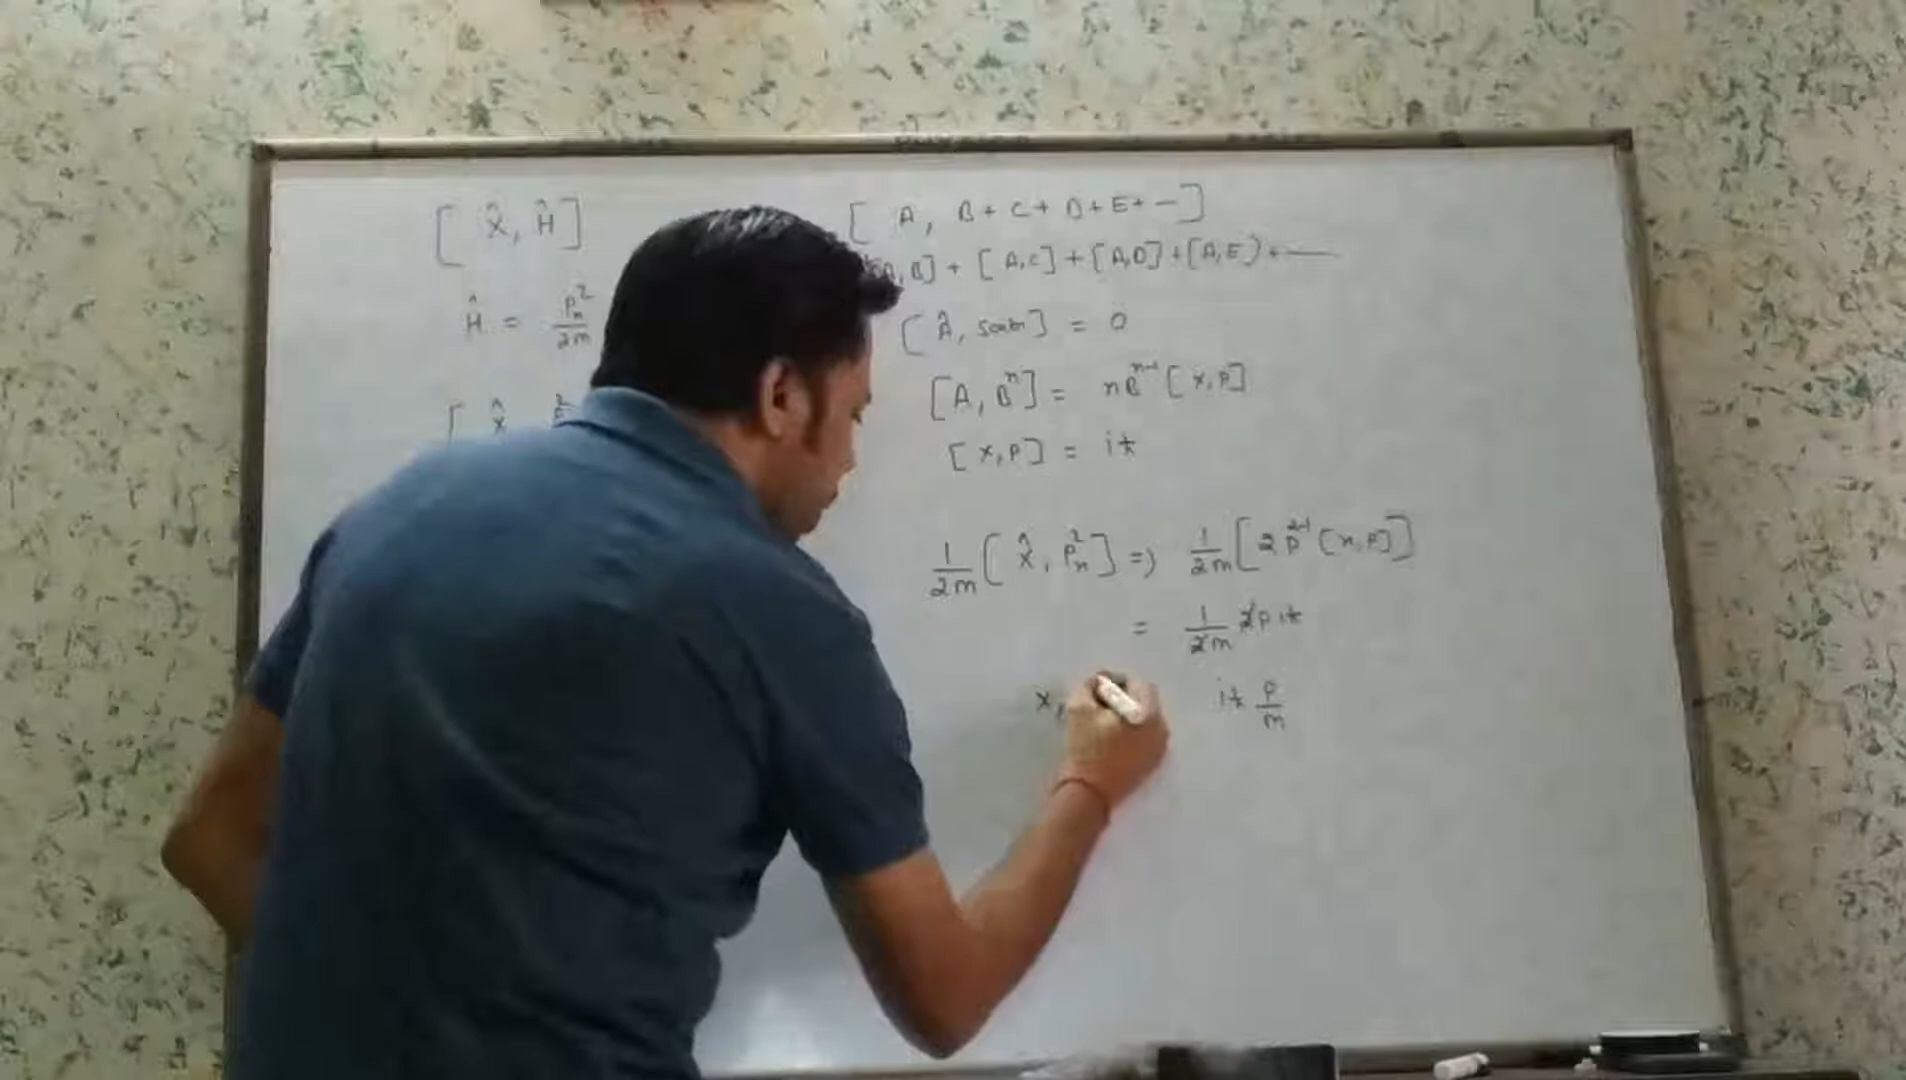 [ X̂, Ĥ ]
Ĥ = Pₓ²/2m
[ X̂,
[ A, B + C + D + E + — ]
A, B] + [ A, C ] + [ A, D ] + [ A, E ) + ——
[ Â, ] = 0
[ A, Bⁿ ] = nBⁿ⁻¹ [ x, P ]
[ x, P ] = iħ
1/2m [ X̂, Pₓ² ] ⇒ 1/2m [ 2P²⁻¹ [ x, P ] ]
= 1/2m 2P iħ
x, iħ P/m